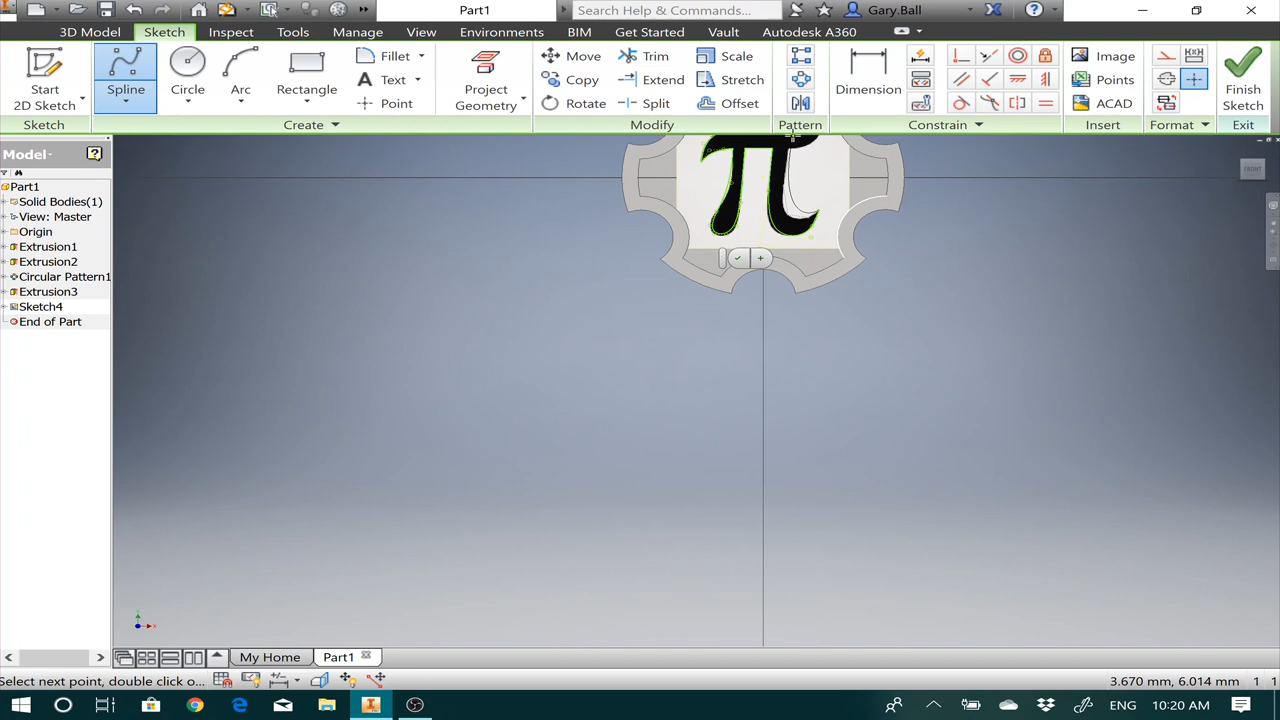 Part1
Search Help & Commands...
Gary.Ball
3D Model Sketch Inspect Tools Manage View Environments BIM Get Started Vault Autodesk A360
Start
2D Sketch
Spline
Circle
Arc
Rectangle
Fillet
Text
Point
Project
Geometry
Move
Copy
Rotate
Trim
Extend
Split
Scale
Stretch
Offset
Dimension
Image
Points
ACAD
Finish
Sketch
Sketch Create Modify Pattern Constrain Insert Format Exit
Model
Part1
Solid Bodies(1)
View: Master
Origin
Extrusion1
Extrusion2
Circular Pattern1
Extrusion3
Sketch4
End of Part
π
FRONT
My Home Part1
Select next point, double click o... 3.670 mm, 6.014 mm 1 1
ENG 10:20 AM